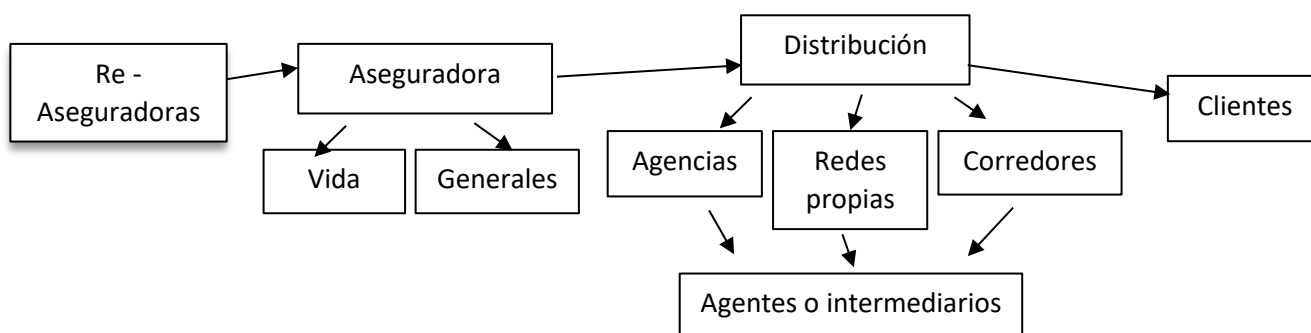 Re -
Aseguradoras
Aseguradora
Distribución
Clientes
Vida
Generales
Agencias
Redes
propias
Corredores
Agentes o intermediarios